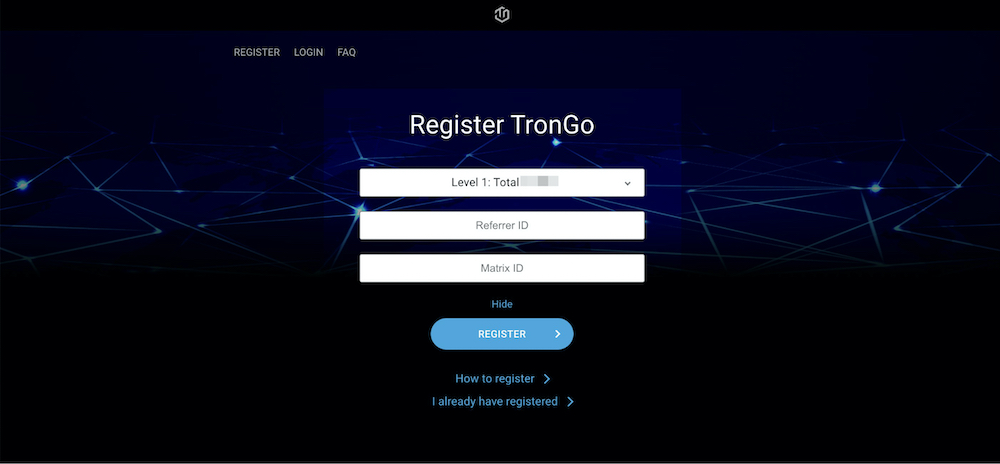 REGISTER LOGIN FAQ
Register TronGo
Level 1: Total
Referrer ID
Matrix ID
Hide
REGISTER
How to register
I already have registered